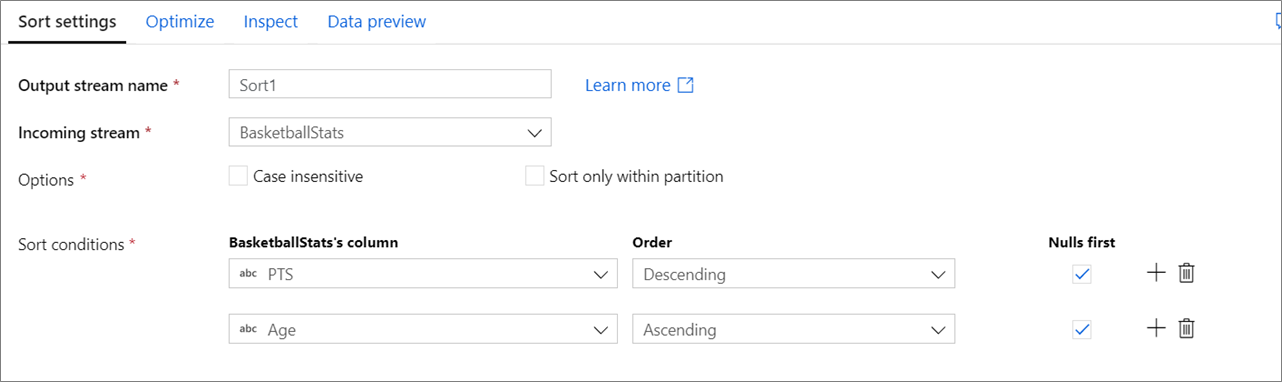 Sort settings Optimize Inspect Data preview
Output stream name * Sort1 Learn more
Incoming stream * BasketballStats
Options * Case insensitive Sort only within partition
Sort conditions * BasketballStats's column Order Nulls first
abc PTS Descending
abc Age Ascending